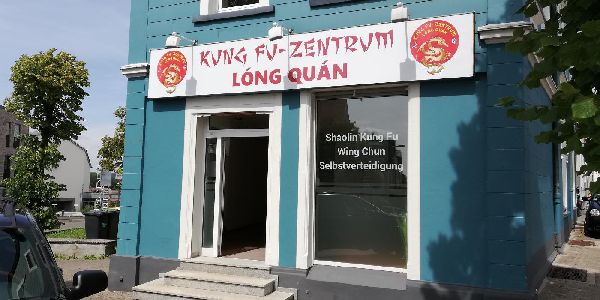 KUNG FU-ZENTRUM
LÓNG QUÁN
Shaolin Kung Fu
Wing Chun
Selbstverteidigung